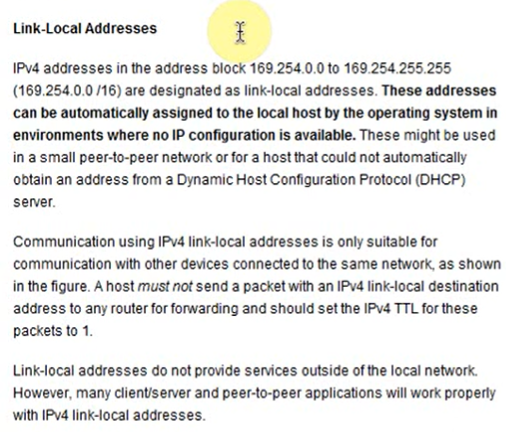 Link-Local Addresses
IPv4 addresses in the address block 169.254.0.0 to 169.254.255.255
(169.254.0.0 /16) are designated as link-local addresses. These addresses
can be automatically assigned to the local host by the operating system in
environments where no IP configuration is available. These might be used
in a small peer-to-peer network or for a host that could not automatically
obtain an address from a Dynamic Host Configuration Protocol (DHCP)
server.
Communication using IPv4 link-local addresses is only suitable for
communication with other devices connected to the same network, as shown
in the figure. A host must not send a packet with an IPv4 link-local destination
address to any router for forwarding and should set the IPv4 TTL for these
packets to 1.
Link-local addresses do not provide services outside of the local network.
However, many client/server and peer-to-peer applications will work properly
with IPv4 link-local addresses.